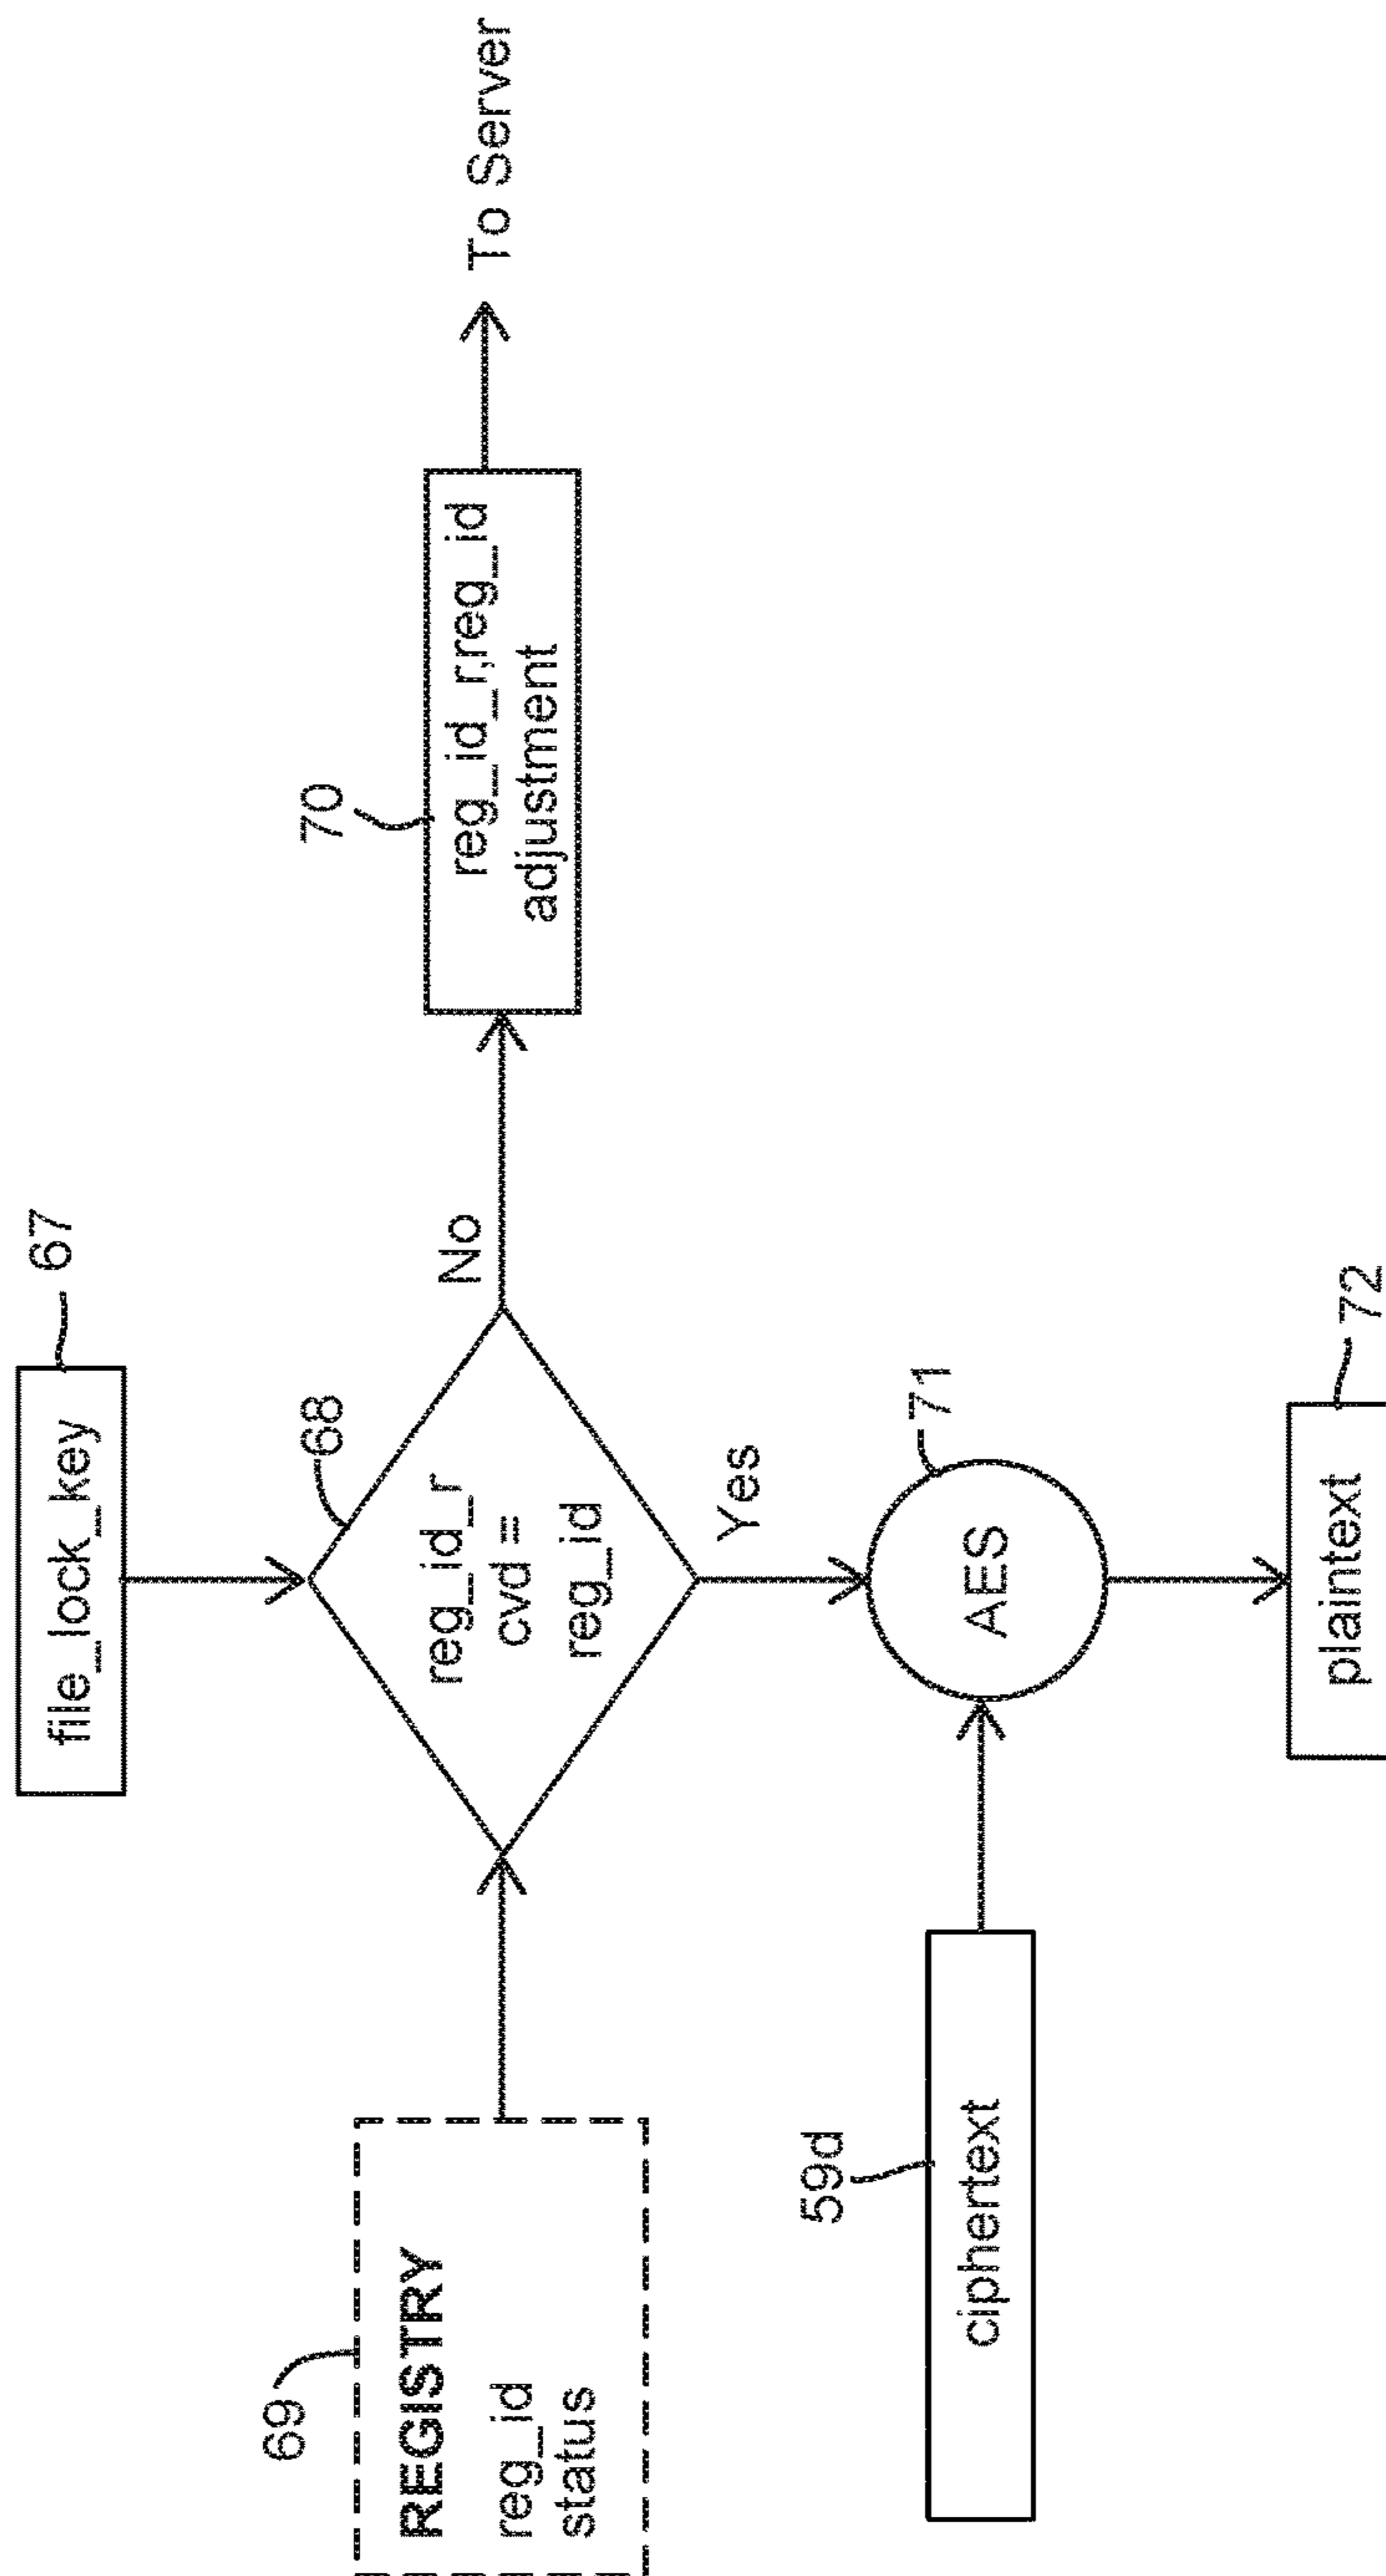 file_lock_key
67
68
reg_id_r
cvd =
reg_id
No
70
reg_id_r,reg_id
adjustment
To Server
69
REGISTRY
reg_id
status
Yes
59d
ciphertext
AES
71
plaintext
72